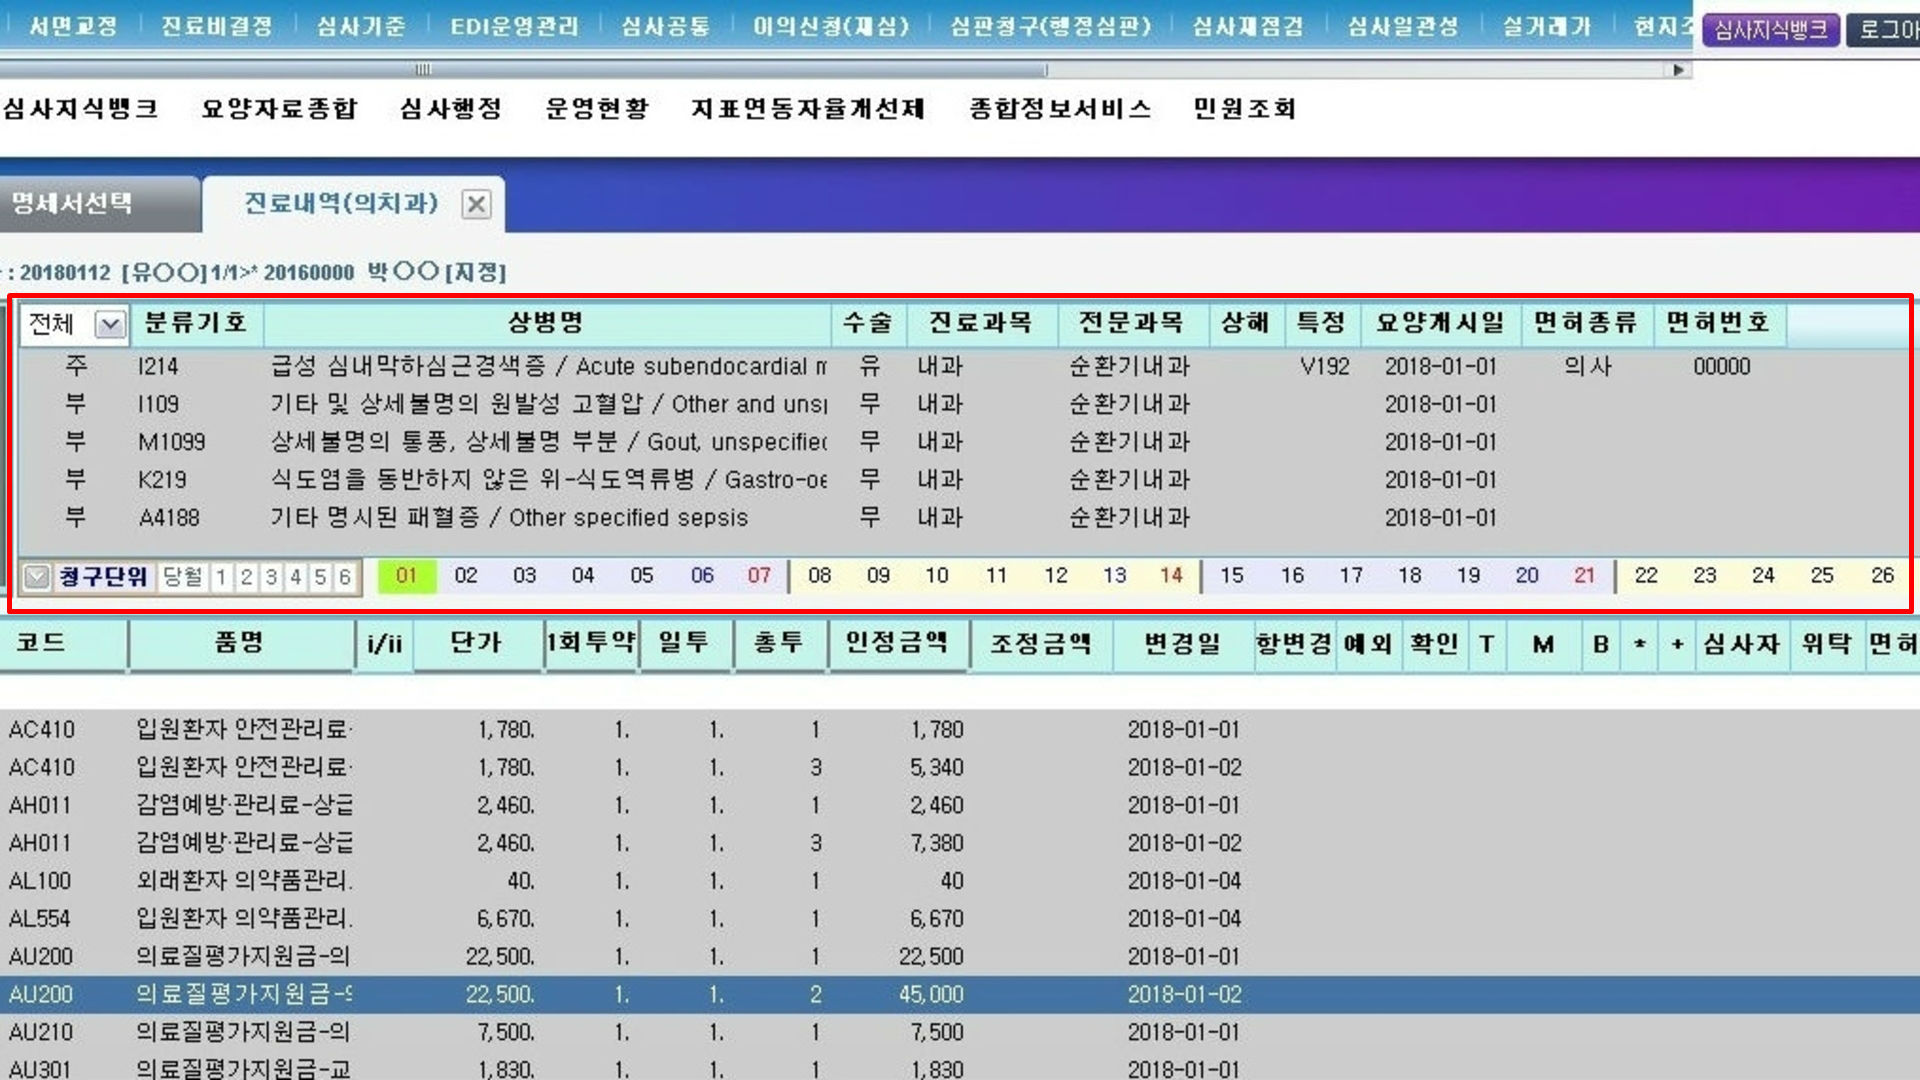 서면교정 진료비결정 심사기준 EDI운영관리 심사공통 이의신청(재심) 심판청구(행정심판) 심사재점검 심사일관성 실거래가 현지조 심사지식뱅크 로그아
심사지식뱅크 요양자료종합 심사행정 운영현황 지표연동자율개선제 종합정보서비스 민원조회
명세서선택 진료내역(의치과)
: 20180112 [유○○]1/1>* 20160000 박○○[지정]
전체 분류기호 상병명 수술 진료과목 전문과목 상해 특정 요양개시일 면허종류 면허번호
주 I214 급성 심내막하심근경색증 / Acute subendocardial m 유 내과 순환기내과 V192 2018-01-01 의사 00000
부 I109 기타 및 상세불명의 원발성 고혈압 / Other and unsp 무 내과 순환기내과 2018-01-01
부 M1099 상세불명의 통풍, 상세불명 부분 / Gout, unspecified 무 내과 순환기내과 2018-01-01
부 K219 식도염을 동반하지 않은 위-식도역류병 / Gastro-oe 무 내과 순환기내과 2018-01-01
부 A4188 기타 명시된 패혈증 / Other specified sepsis 무 내과 순환기내과 2018-01-01
청구단위 당월 1 2 3 4 5 6 01 02 03 04 05 06 07 08 09 10 11 12 13 14 15 16 17 18 19 20 21 22 23 24 25 26
코드 품명 i/ii 단가 1회투약 일투 총투 인정금액 조정금액 변경일 항변경 예외 확인 T M B * + 심사자 위탁 면허
AC410 입원환자 안전관리료- 1,780. 1. 1. 1 1,780 2018-01-01
AC410 입원환자 안전관리료- 1,780. 1. 1. 3 5,340 2018-01-02
AH011 감염예방·관리료-상급 2,460. 1. 1. 1 2,460 2018-01-01
AH011 감염예방·관리료-상급 2,460. 1. 1. 3 7,380 2018-01-02
AL100 외래환자 의약품관리. 40. 1. 1. 1 40 2018-01-04
AL554 입원환자 의약품관리. 6,670. 1. 1. 1 6,670 2018-01-04
AU200 의료질평가지원금-의 22,500. 1. 1. 1 22,500 2018-01-01
AU200 의료질평가지원금-의 22,500. 1. 1. 2 45,000 2018-01-02
AU210 의료질평가지원금-의 7,500. 1. 1. 1 7,500 2018-01-01
AU301 의료질평가지원금-교 1,830. 1. 1. 1 1,830 2018-01-01